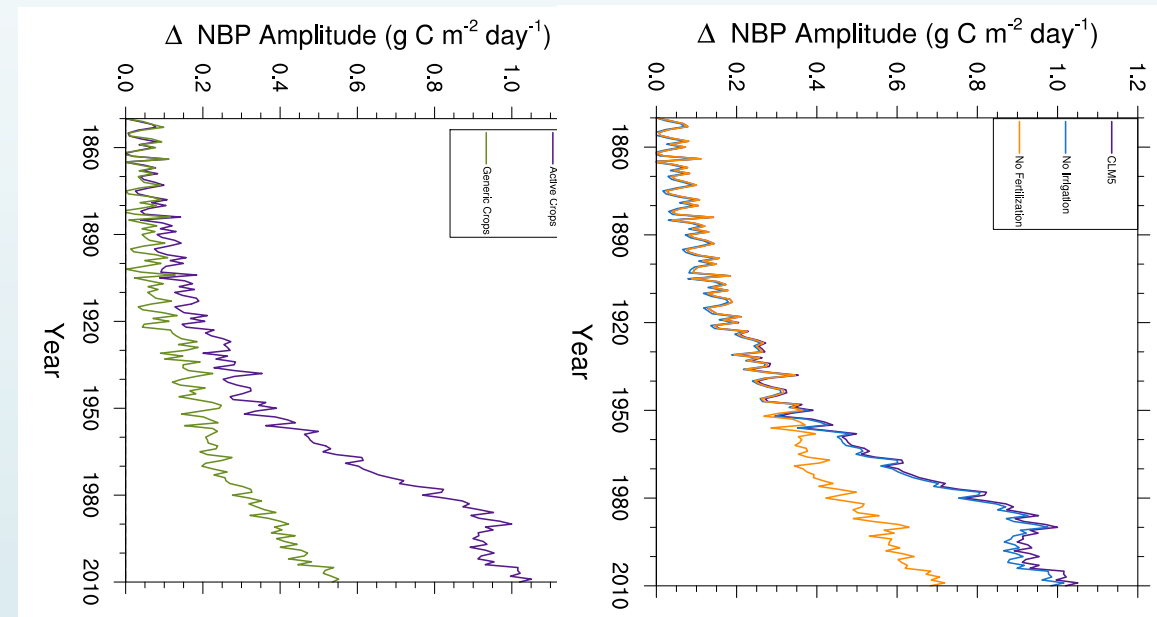 Δ NBP Amplitude (g C m⁻² day⁻¹)
0.0 0.2 0.4 0.6 0.8 1.0
1860
1890
1920
1950
1980
2010
Year
Active Crops
Generic Crops
Δ NBP Amplitude (g C m⁻² day⁻¹)
0.0 0.2 0.4 0.6 0.8 1.0 1.2
1860
1890
1920
1950
1980
2010
Year
CLM5
No Irrigation
No Fertilization